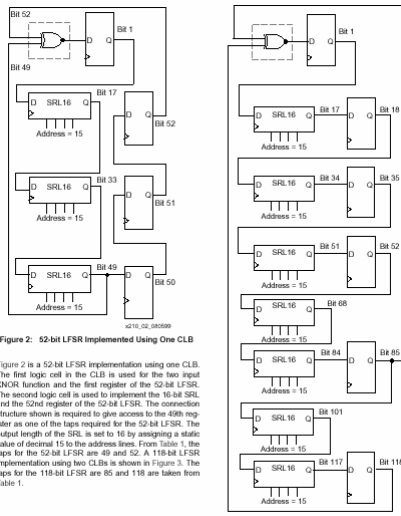 Bit 52
Bit 1
D Q
Bit 49
Bit 17
D SRL16 Q
D Q
Address = 15
Bit 52
Bit 33
D SRL16 Q
D Q
Address = 15
Bit 51
Bit 49
D SRL16 Q
D Q
Address = 15
Bit 50
x210_02_080599
Figure 2: 52-bit LFSR Implemented Using One CLB
Figure 2 is a 52-bit LFSR implementation using one CLB.
The first logic cell in the CLB is used for the two input
XNOR function and the first register of the 52-bit LFSR.
The second logic cell is used to implement the 16-bit SRL
and the 52nd register of the 52-bit LFSR. The connection
structure shown is required to give access to the 49th reg-
ister as one of the taps required for the 52-bit LFSR. The
output length of the SRL is set to 16 by assigning a static
value of decimal 15 to the address lines. From Table 1, the
taps for the 52-bit LFSR are 49 and 52. A 118-bit LFSR
implementation using two CLBs is shown in Figure 3. The
taps for the 118-bit LFSR are 85 and 118 are taken from
Table 1.
Bit 1
D Q
Bit 17
Bit 18
D SRL16 Q
D Q
Address = 15
Bit 34
Bit 35
D SRL16 Q
D Q
Address = 15
Bit 51
Bit 52
D SRL16 Q
D Q
Address = 15
Bit 68
D SRL16 Q
Address = 15
Bit 84
Bit 85
D SRL16 Q
D Q
Address = 15
Bit 101
D SRL16 Q
Address = 15
Bit 117
Bit 118
D SRL16 Q
D Q
Address = 15